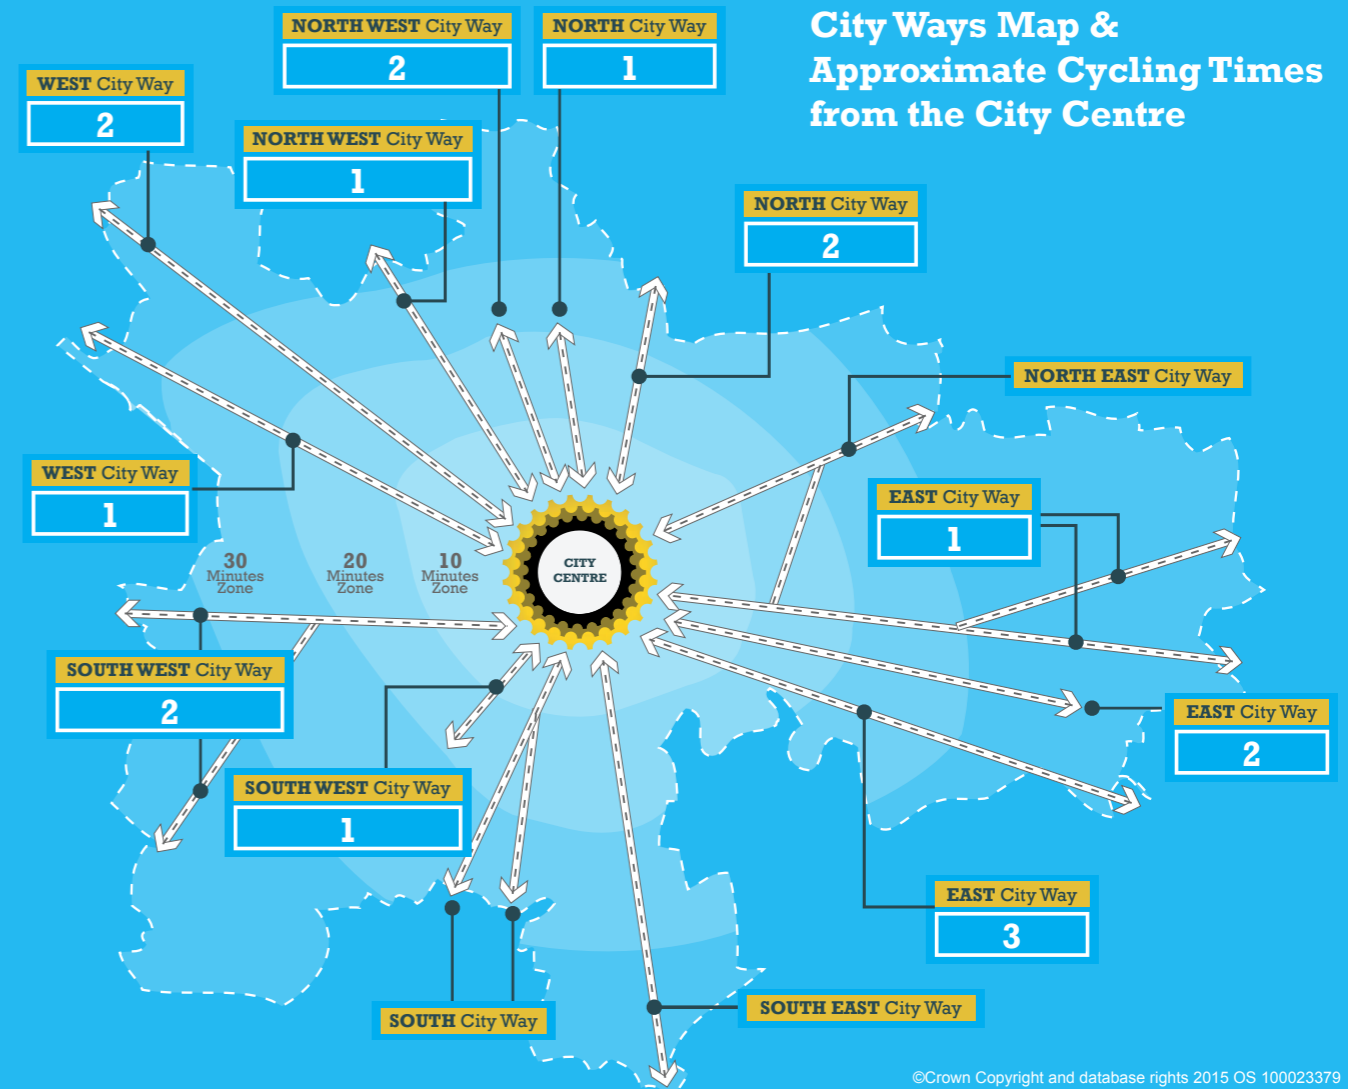 City Ways Map &
Approximate Cycling Times
from the City Centre
NORTH WEST City Way
2
NORTH City Way
1
WEST City Way
2
NORTH WEST City Way
1
NORTH City Way
2
NORTH EAST City Way
WEST City Way
1
EAST City Way
1
30
Minutes
Zone
20
Minutes
Zone
10
Minutes
Zone
CITY
CENTRE
SOUTH WEST City Way
2
EAST City Way
2
SOUTH WEST City Way
1
EAST City Way
3
SOUTH City Way
SOUTH EAST City Way
©Crown Copyright and database rights 2015 OS 100023379